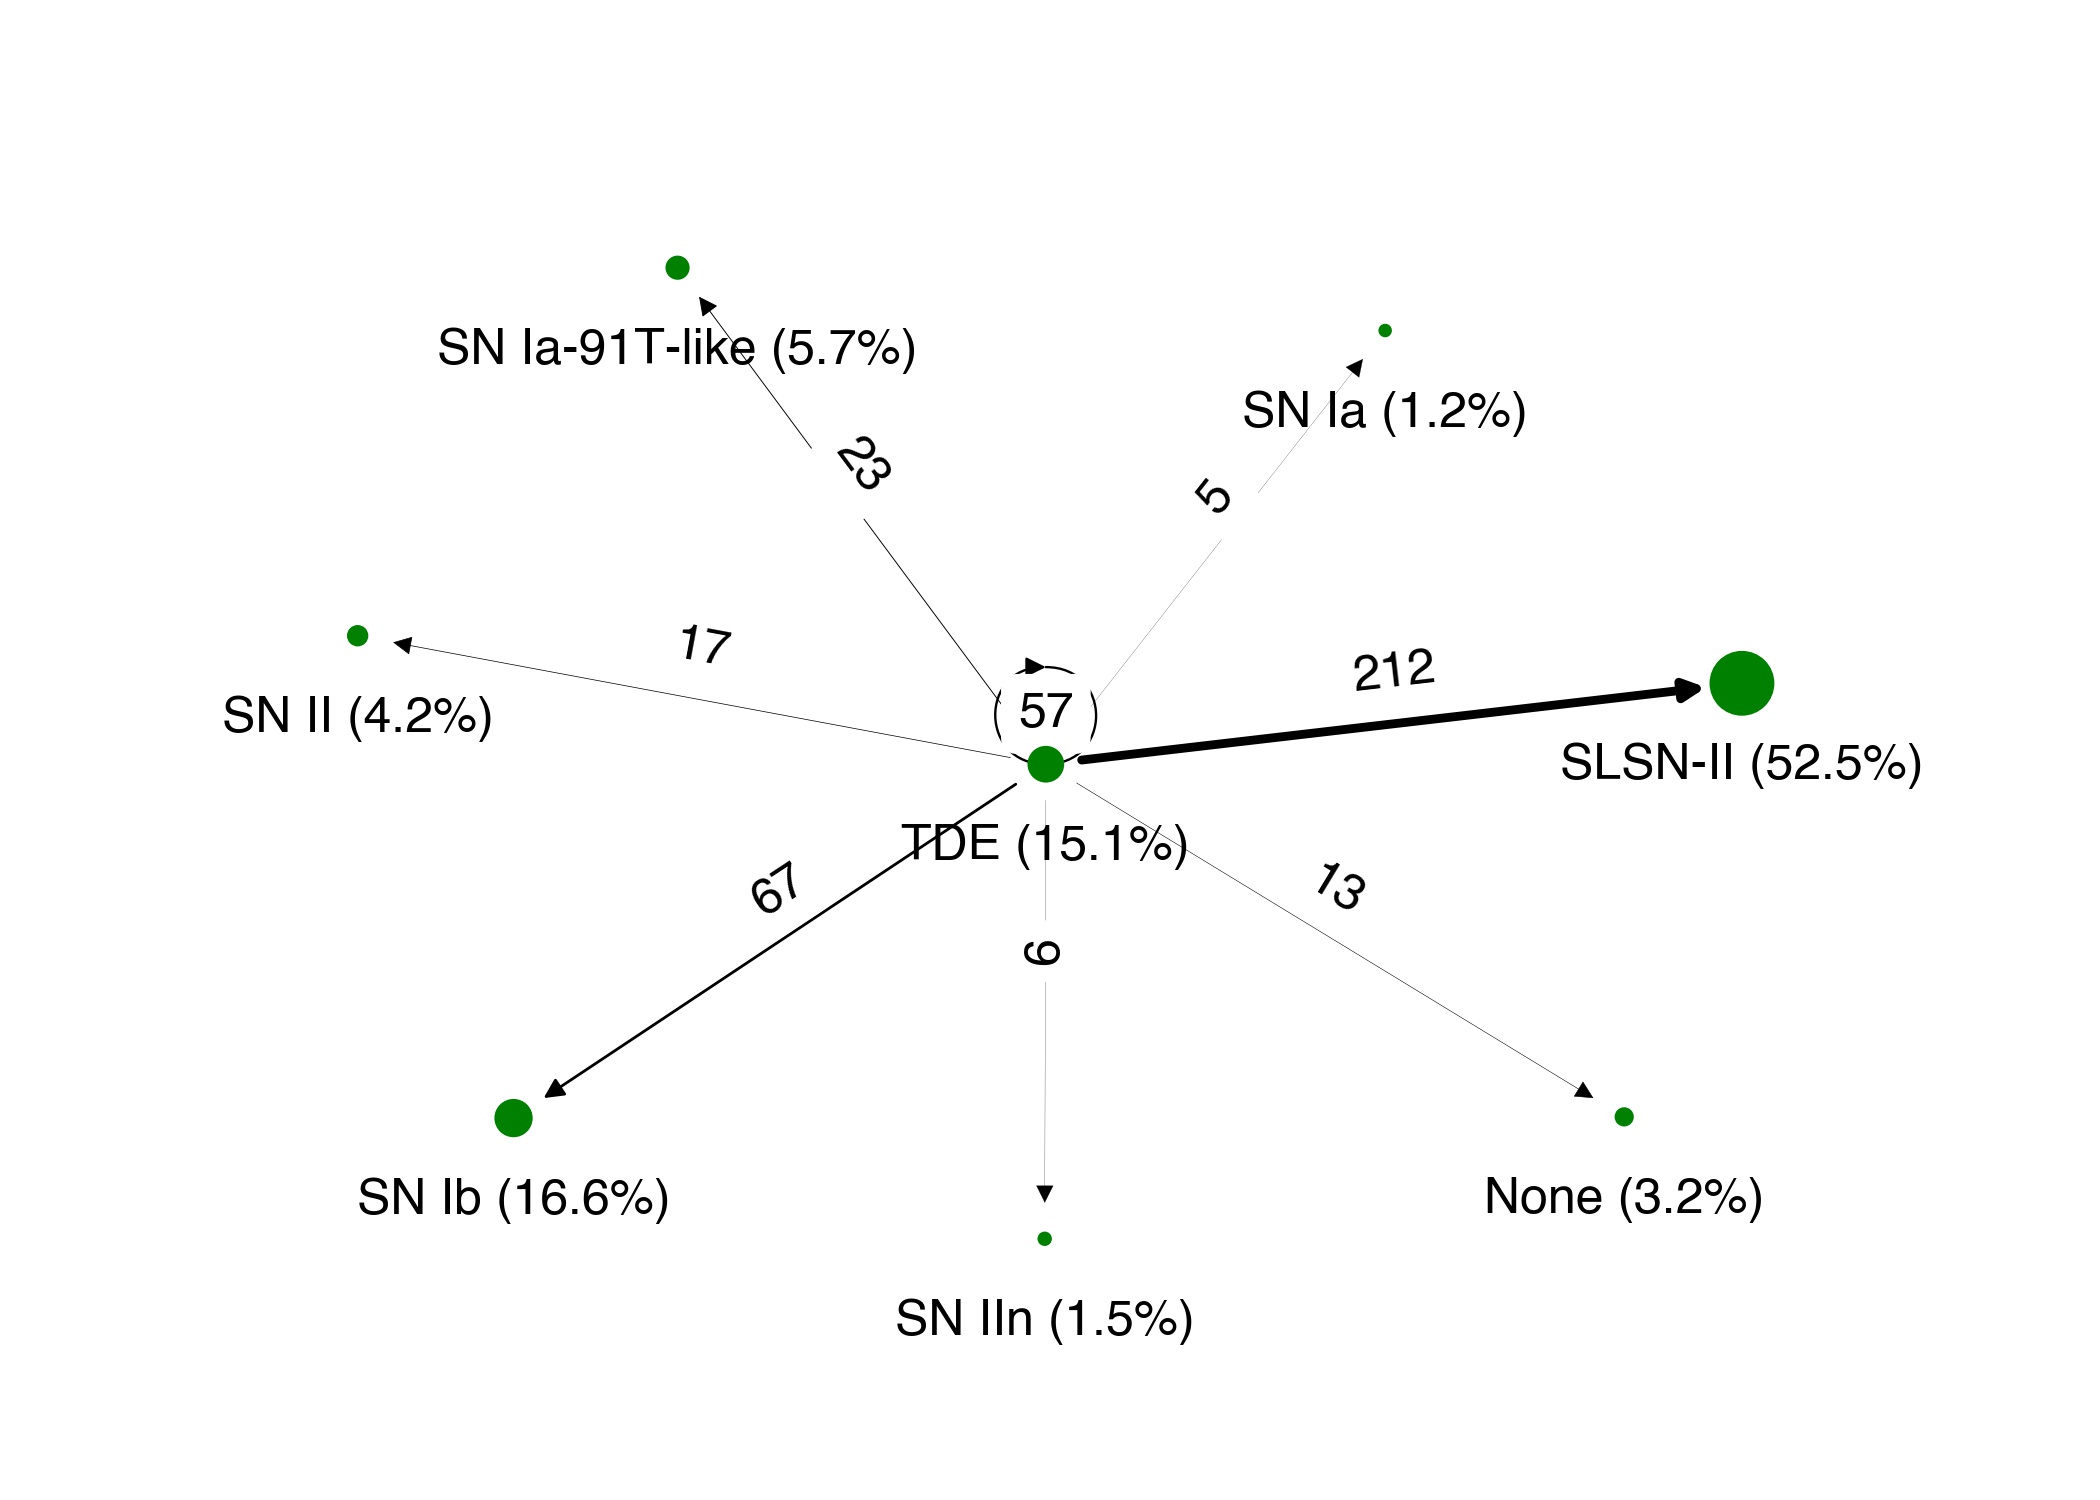 SN Ia-91T-like (5.7%)
SN Ia (1.2%)
23
5
17
212
57
SN II (4.2%)
SLSN-II (52.5%)
TDE (15.1%)
67
13
6
SN Ib (16.6%)
None (3.2%)
SN IIn (1.5%)